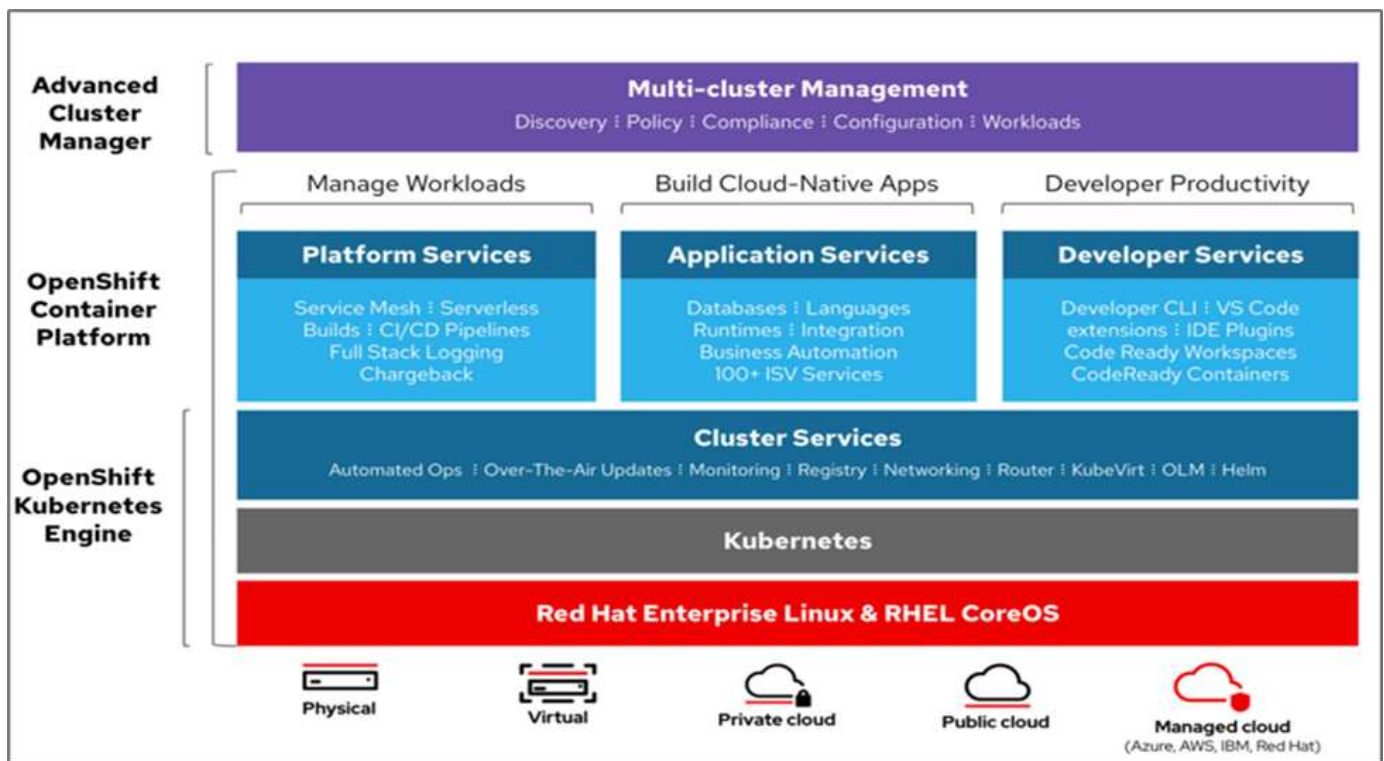 Advanced
Cluster
Manager
Multi-cluster Management
Discovery ⁝ Policy ⁝ Compliance ⁝ Configuration ⁝ Workloads
Manage Workloads
Build Cloud-Native Apps
Developer Productivity
OpenShift
Container
Platform
Platform Services
Service Mesh ⁝ Serverless
Builds ⁝ CI/CD Pipelines
Full Stack Logging
Chargeback
Application Services
Databases ⁝ Languages
Runtimes ⁝ Integration
Business Automation
100+ ISV Services
Developer Services
Developer CLI ⁝ VS Code
extensions ⁝ IDE Plugins
Code Ready Workspaces
CodeReady Containers
OpenShift
Kubernetes
Engine
Cluster Services
Automated Ops ⁝ Over-The-Air Updates ⁝ Monitoring ⁝ Registry ⁝ Networking ⁝ Router ⁝ KubeVirt ⁝ OLM ⁝ Helm
Kubernetes
Red Hat Enterprise Linux & RHEL CoreOS
Physical
Virtual
Private cloud
Public cloud
Managed cloud
(Azure, AWS, IBM, Red Hat)